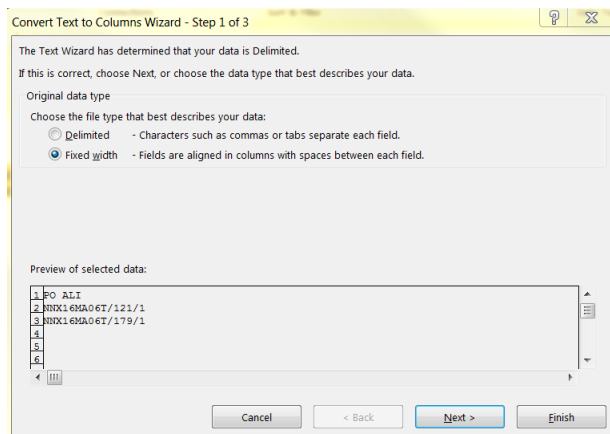 Convert Text to Columns Wizard - Step 1 of 3
The Text Wizard has determined that your data is Delimited.
If this is correct, choose Next, or choose the data type that best describes your data.
Original data type
Choose the file type that best describes your data:
Delimited - Characters such as commas or tabs separate each field.
Fixed width - Fields are aligned in columns with spaces between each field.
Preview of selected data:
1 PO ALI
2 NNX16MA06T/121/1
3 NNX16MA06T/179/1
4
5
6
Cancel < Back Next > Finish